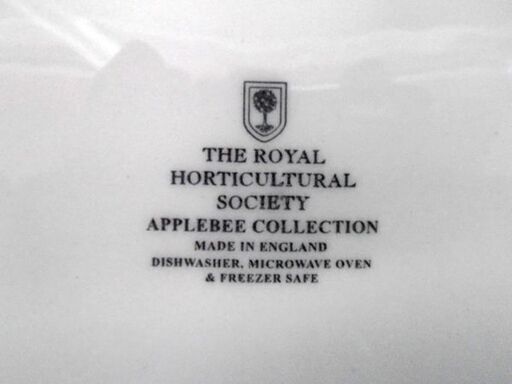 THE ROYAL
HORTICULTURAL
SOCIETY
APPLEBEE COLLECTION
MADE IN ENGLAND
DISHWASHER, MICROWAVE OVEN
& FREEZER SAFE